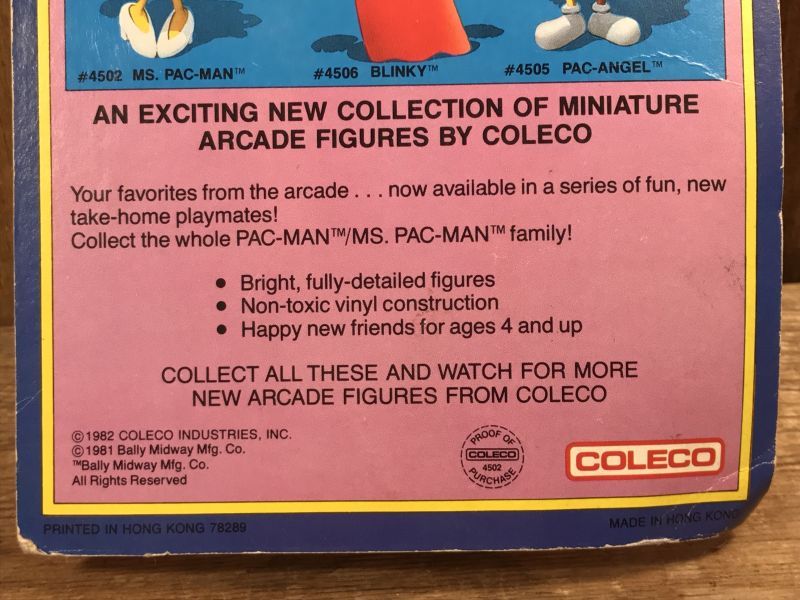 #4502 MS. PAC-MAN™
#4506 BLINKY™
#4505 PAC-ANGEL™
AN EXCITING NEW COLLECTION OF MINIATURE
ARCADE FIGURES BY COLECO
Your favorites from the arcade . . . now available in a series of fun, new
take-home playmates!
Collect the whole PAC-MAN™/MS. PAC-MAN™ family!
• Bright, fully-detailed figures
• Non-toxic vinyl construction
• Happy new friends for ages 4 and up
COLLECT ALL THESE AND WATCH FOR MORE
NEW ARCADE FIGURES FROM COLECO
©1982 COLECO INDUSTRIES, INC.
©1981 Bally Midway Mfg. Co.
™Bally Midway Mfg. Co.
All Rights Reserved
PROOF OF
COLECO
4502
PURCHASE
COLECO
PRINTED IN HONG KONG 78289
MADE IN HONG KONG